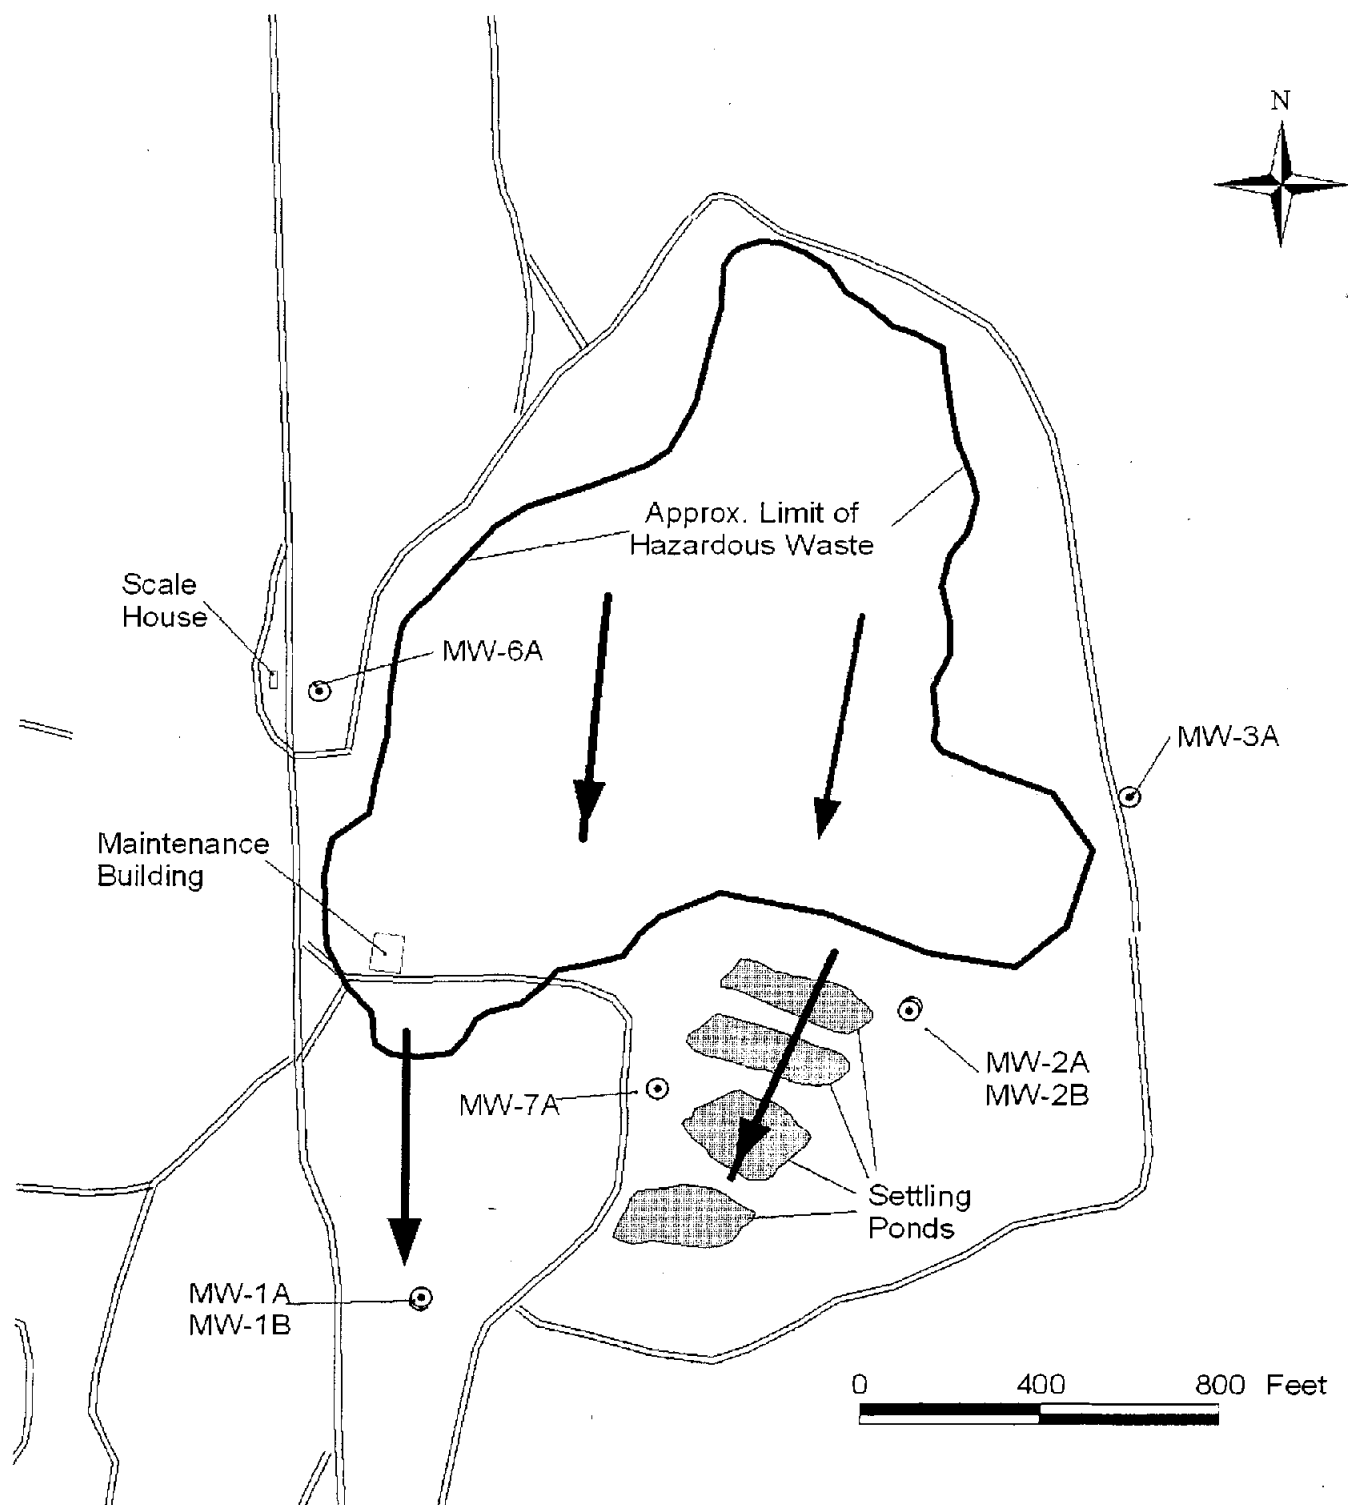 N
Approx. Limit of
Hazardous Waste
Scale
House
MW-6A
MW-3A
Maintenance
Building
MW-2A
MW-2B
MW-7A
Settling
Ponds
MW-1A
MW-1B
0 400 800 Feet